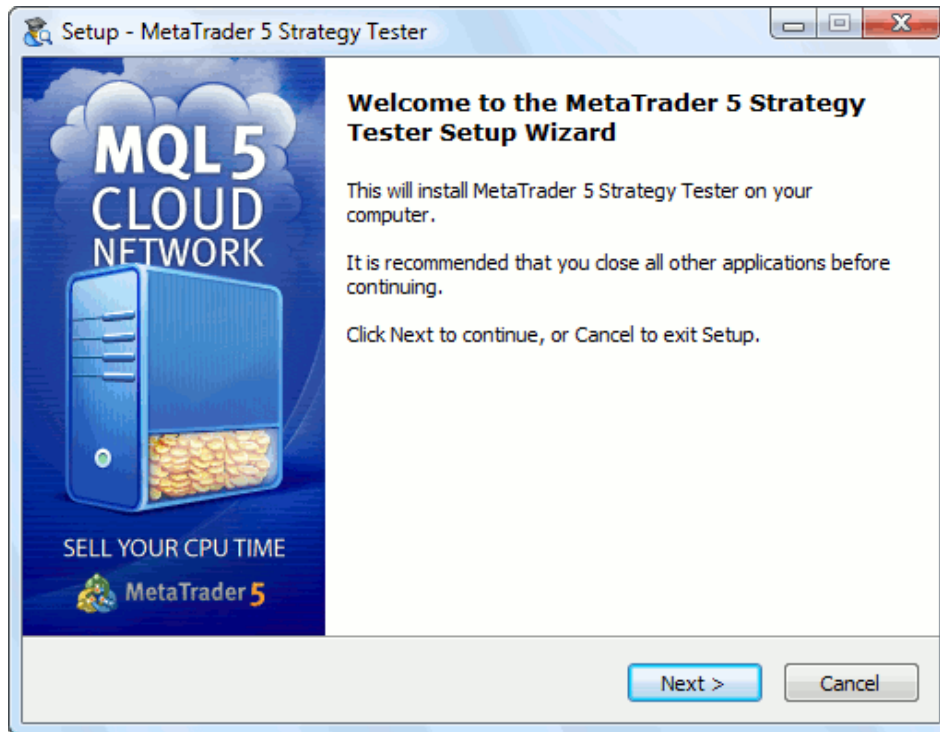 Setup - MetaTrader 5 Strategy Tester
MQL5
CLOUD
NETWORK
SELL YOUR CPU TIME
MetaTrader 5
Welcome to the MetaTrader 5 Strategy
Tester Setup Wizard
This will install MetaTrader 5 Strategy Tester on your
computer.
It is recommended that you close all other applications before
continuing.
Click Next to continue, or Cancel to exit Setup.
Next >
Cancel